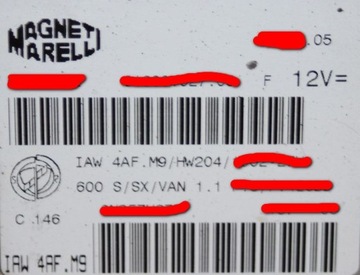 MAGNETI
MARELLI
.05
F 12V=
IAW 4AF.M9/HW204/
600 S/SX/VAN 1.1
C 146
IAW 4AF.M9